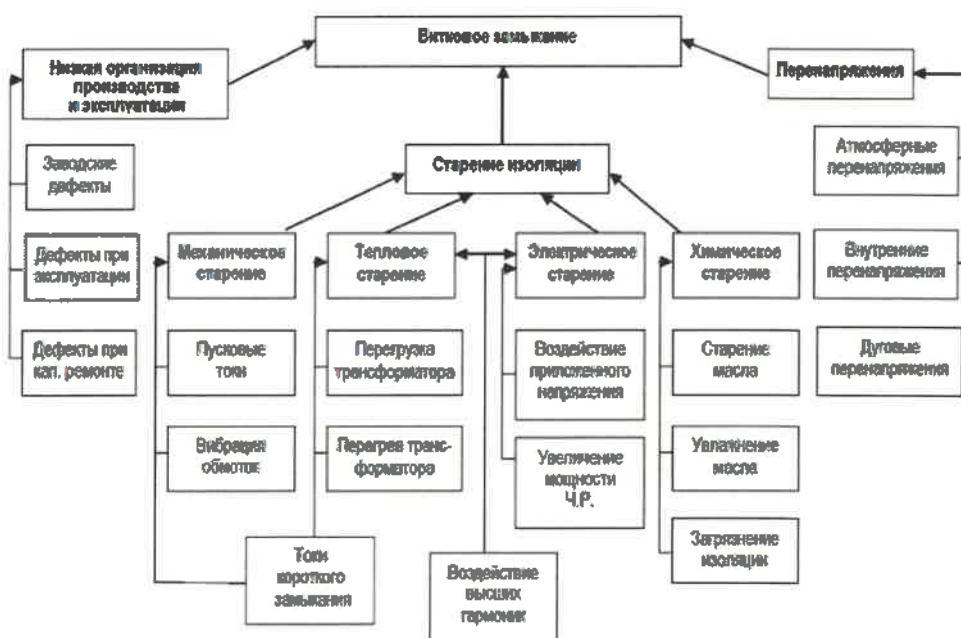 Витковое замыкание
Низкая организация
производства
и эксплуатации
Перенапряжения
Старение изоляции
Заводские
дефекты
Атмосферные
перенапряжения
Дефекты при
эксплуатации
Механическое
старение
Тепловое
старение
Электрическое
старение
Химическое
старение
Внутренние
перенапряжения
Дефекты при
кап. ремонте
Пусковые
токи
Перегрузка
трансформатора
Воздействие
приложенного
напряжения
Старение
масла
Дуговые
перенапряжения
Вибрация
обмоток
Перегрев транс-
форматора
Увеличение
мощности
Ч.Р.
Увлажнение
масла
Токи
короткого
замыкания
Воздействие
высших
гармоник
Загрязнение
изоляции